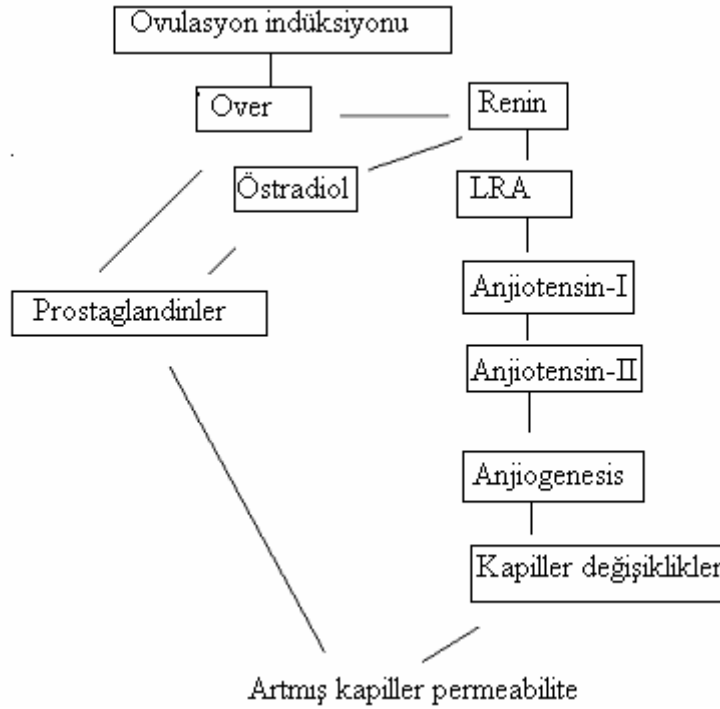 Ovulasyon indüksiyonu
Over
Renin
Östradiol
LRA
Anjiotensin-I
Prostaglandinler
Anjiotensin-II
Anjiogenesis
Kapiller değişiklikler
Artmış kapiller permeabilite